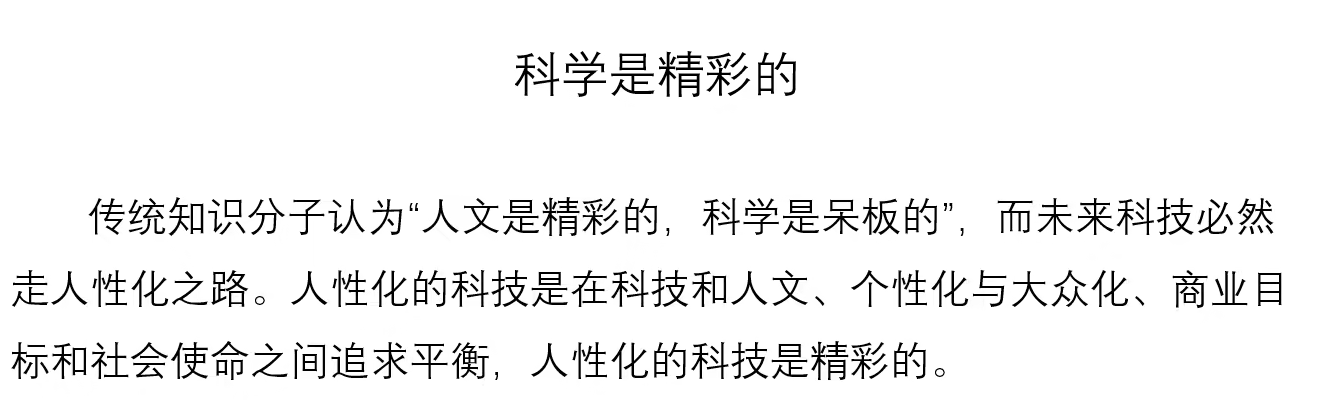 科学是精彩的
传统知识分子认为“人文是精彩的，科学是呆板的”，而未来科技必然
走人性化之路。人性化的科技是在科技和人文、个性化与大众化、商业目
标和社会使命之间追求平衡，人性化的科技是精彩的。